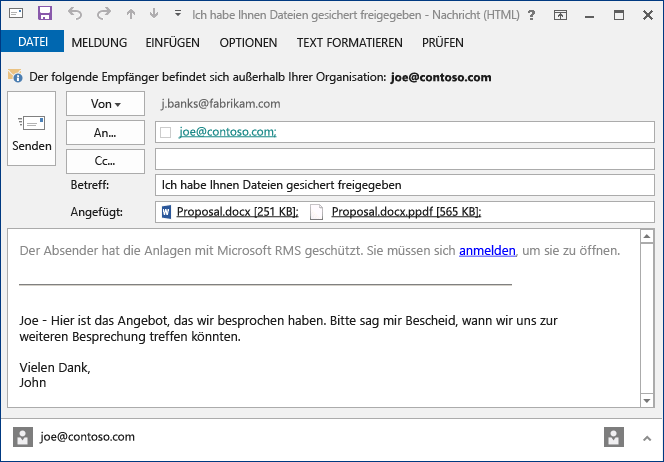 Ich habe Ihnen Dateien gesichert freigegeben - Nachricht (HTML) ?
DATEI MELDUNG EINFÜGEN OPTIONEN TEXT FORMATIEREN PRÜFEN
Der folgende Empfänger befindet sich außerhalb Ihrer Organisation: joe@contoso.com
Senden
Von j.banks@fabrikam.com
An... joe@contoso.com;
Cc...
Betreff: Ich habe Ihnen Dateien gesichert freigegeben
Angefügt: Proposal.docx [251 KB]; Proposal.docx.ppdf [565 KB];
Der Absender hat die Anlagen mit Microsoft RMS geschützt. Sie müssen sich anmelden, um sie zu öffnen.
Joe - Hier ist das Angebot, das wir besprochen haben. Bitte sag mir Bescheid, wann wir uns zur
weiteren Besprechung treffen könnten.
Vielen Dank,
John
joe@contoso.com